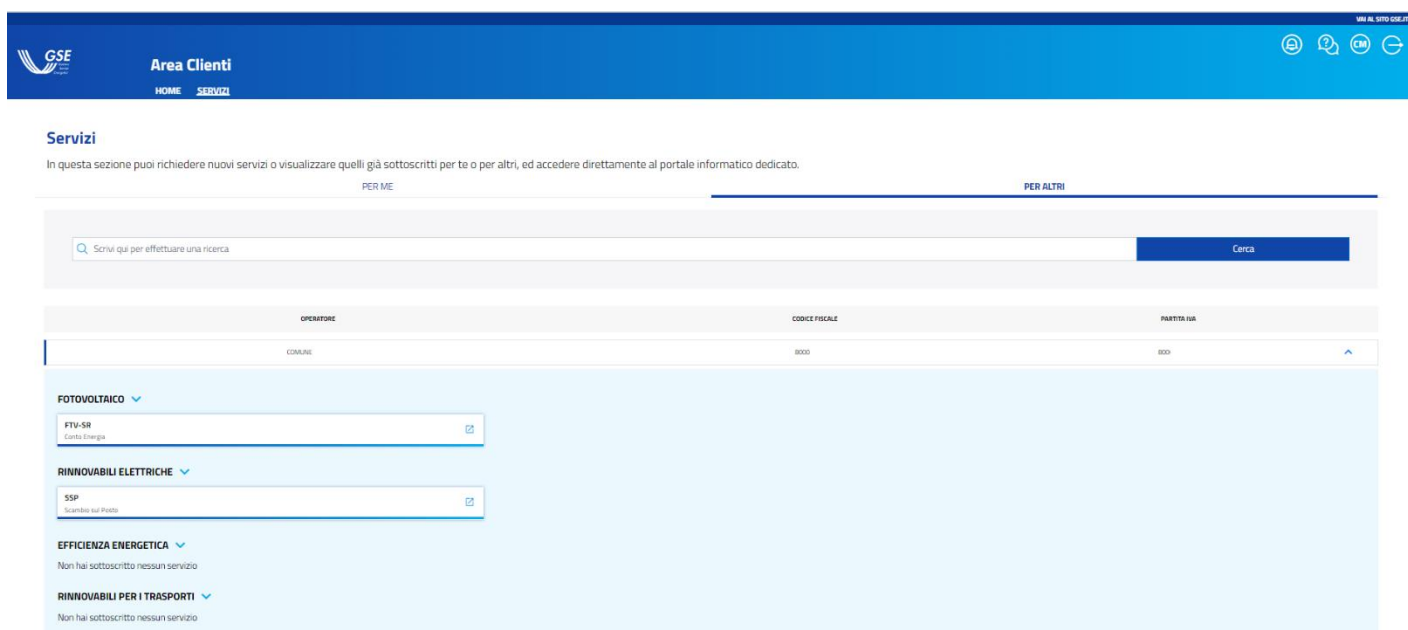 VAI AL SITO GSE.IT
GSE
Area Clienti
CM
HOME SERVIZI
Servizi
In questa sezione puoi richiedere nuovi servizi o visualizzare quelli già sottoscritti per te o per altri, ed accedere direttamente al portale informatico dedicato.
PER ME PER ALTRI
Scrivi qui per effettuare una ricerca Cerca
OPERATORE CODICE FISCALE PARTITA IVA
COMUNE 8000 800
FOTOVOLTAICO
FTV-SR
Conto Energia
RINNOVABILI ELETTRICHE
SSP
Scambio sul Posto
EFFICIENZA ENERGETICA
Non hai sottoscritto nessun servizio
RINNOVABILI PER I TRASPORTI
Non hai sottoscritto nessun servizio